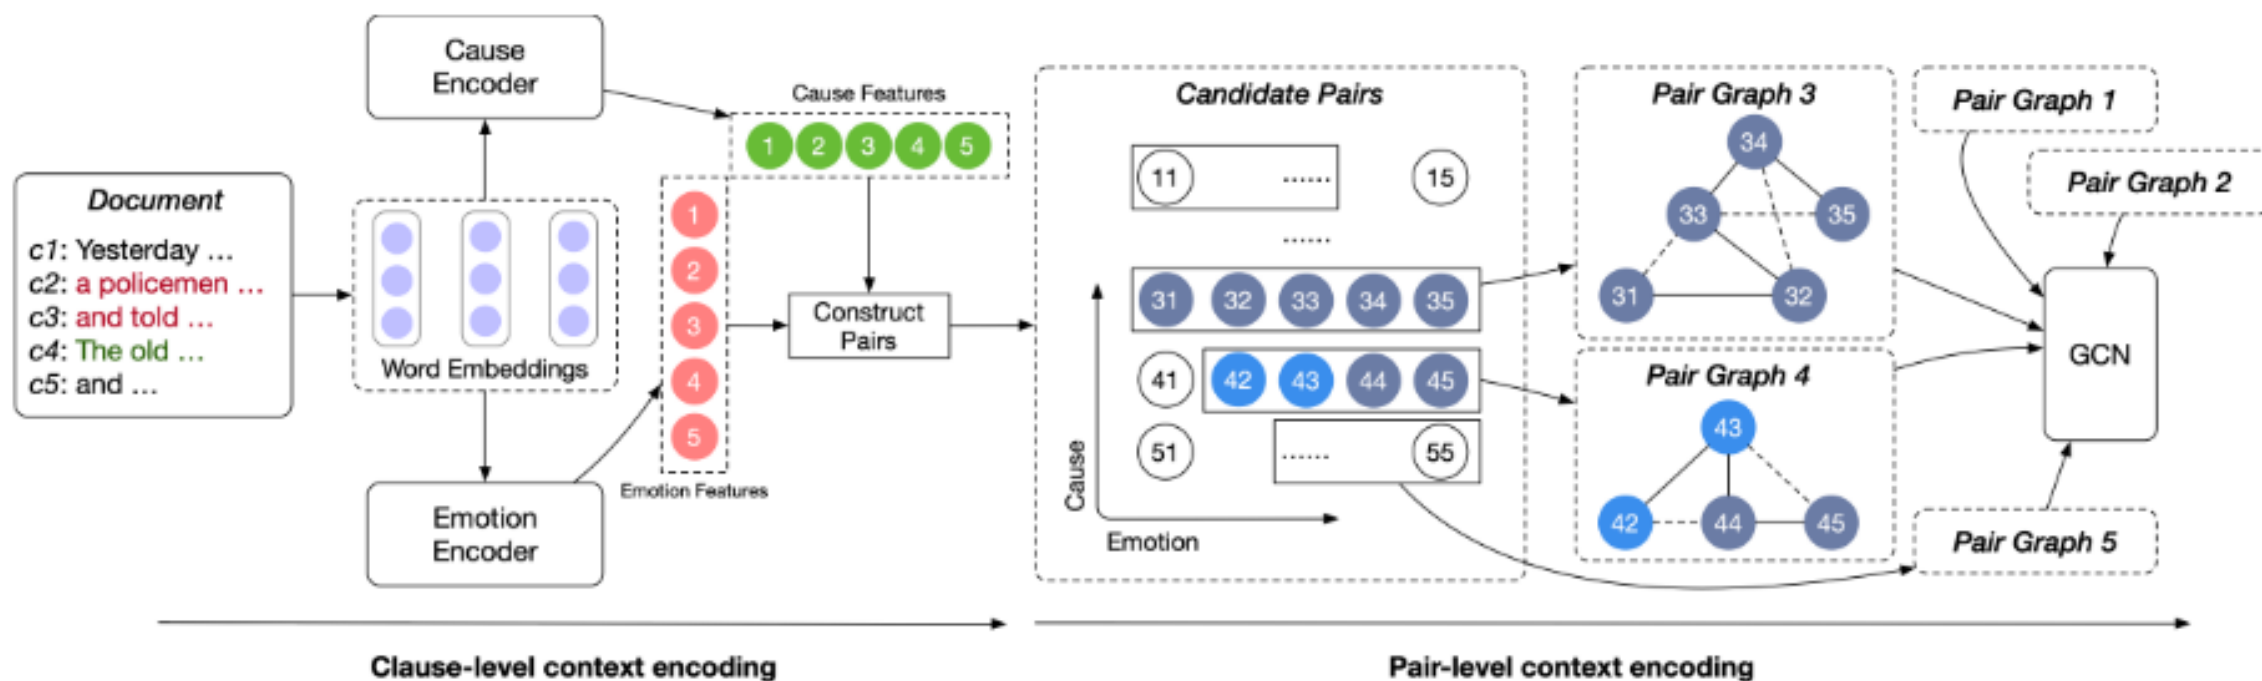 Document
c1: Yesterday ...
c2: a policemen ...
c3: and told ...
c4: The old ...
c5: and ...
Cause
Encoder
Word Embeddings
Emotion
Encoder
Cause Features
1 2 3 4 5
1
2
3
4
5
Emotion Features
Construct
Pairs
Clause-level context encoding
Candidate Pairs
11 ...... 15
......
31 32 33 34 35
41 42 43 44 45
51 ...... 55
Cause
Emotion
Pair Graph 3
34
33 35
31 32
Pair Graph 4
43
42 44 45
Pair Graph 1
Pair Graph 2
GCN
Pair Graph 5
Pair-level context encoding